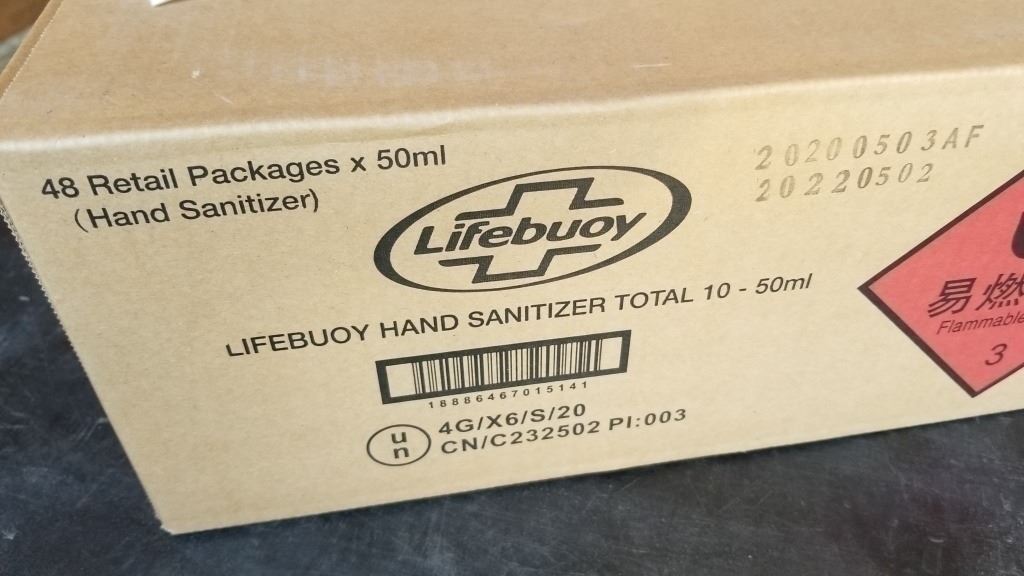 48 Retail Packages x 50ml
(Hand Sanitizer)
20200503AF
20220502
Lifebuoy
LIFEBUOY HAND SANITIZER TOTAL 10 - 50ml
18886467015141
un
4G/X6/S/20
CN/C232502 PI:003
易燃
Flammable
3